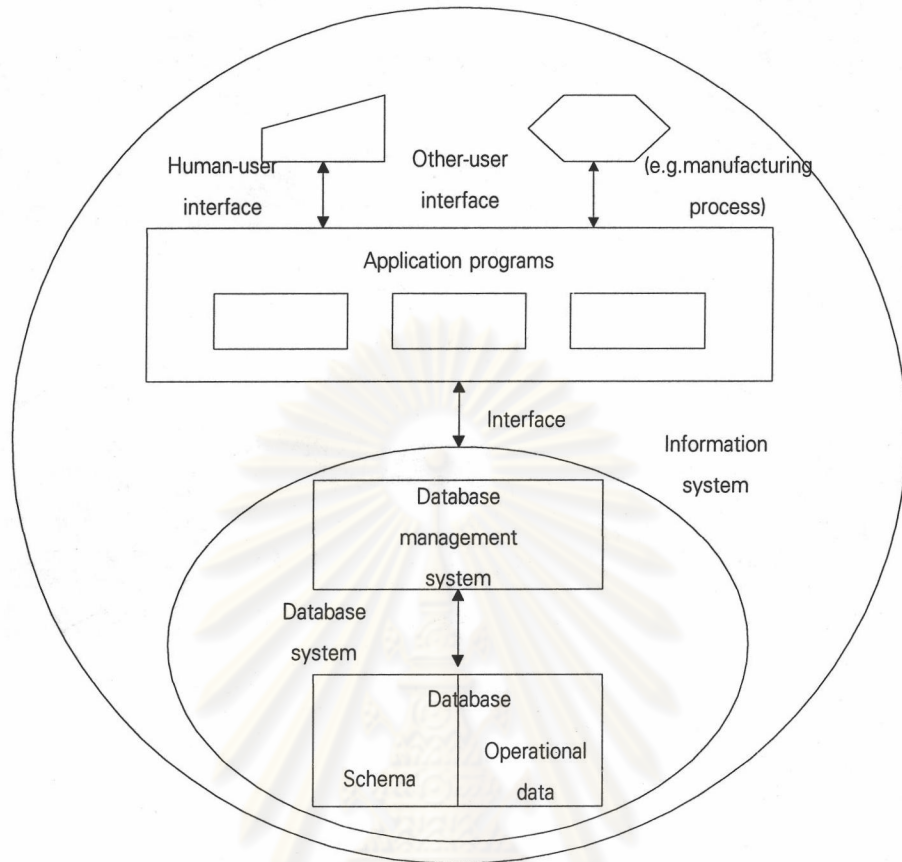 Human-user
interface
Other-user
interface
(e.g.manufacturing
process)
Application programs
Interface
Information
system
Database
management
system
Database
system
Database
Schema
Operational
data